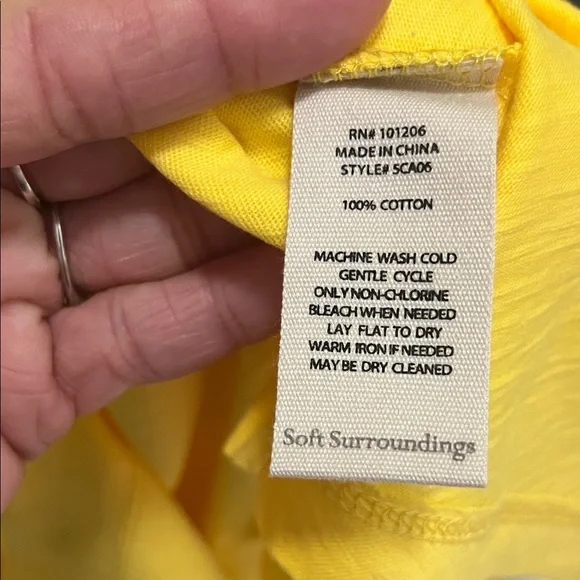 RN# 101206
MADE IN CHINA
STYLE# 5CA06
100% COTTON
MACHINE WASH COLD
GENTLE CYCLE
ONLY NON-CHLORINE
BLEACH WHEN NEEDED
LAY FLAT TO DRY
WARM IRON IF NEEDED
MAY BE DRY CLEANED
Soft Surroundings